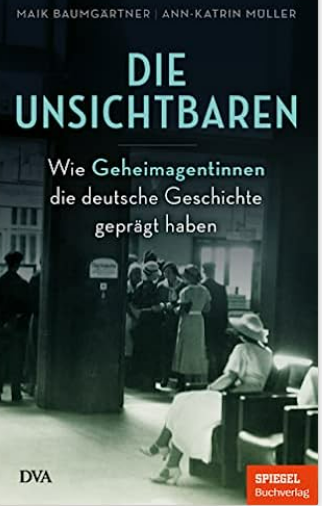 MAIK BAUMGÄRTNER | ANN-KATRIN MÜLLER
DIE
UNSICHTBAREN
Wie Geheimagentinnen
die deutsche Geschichte
geprägt haben
DVA
SPIEGEL
Buchverlag